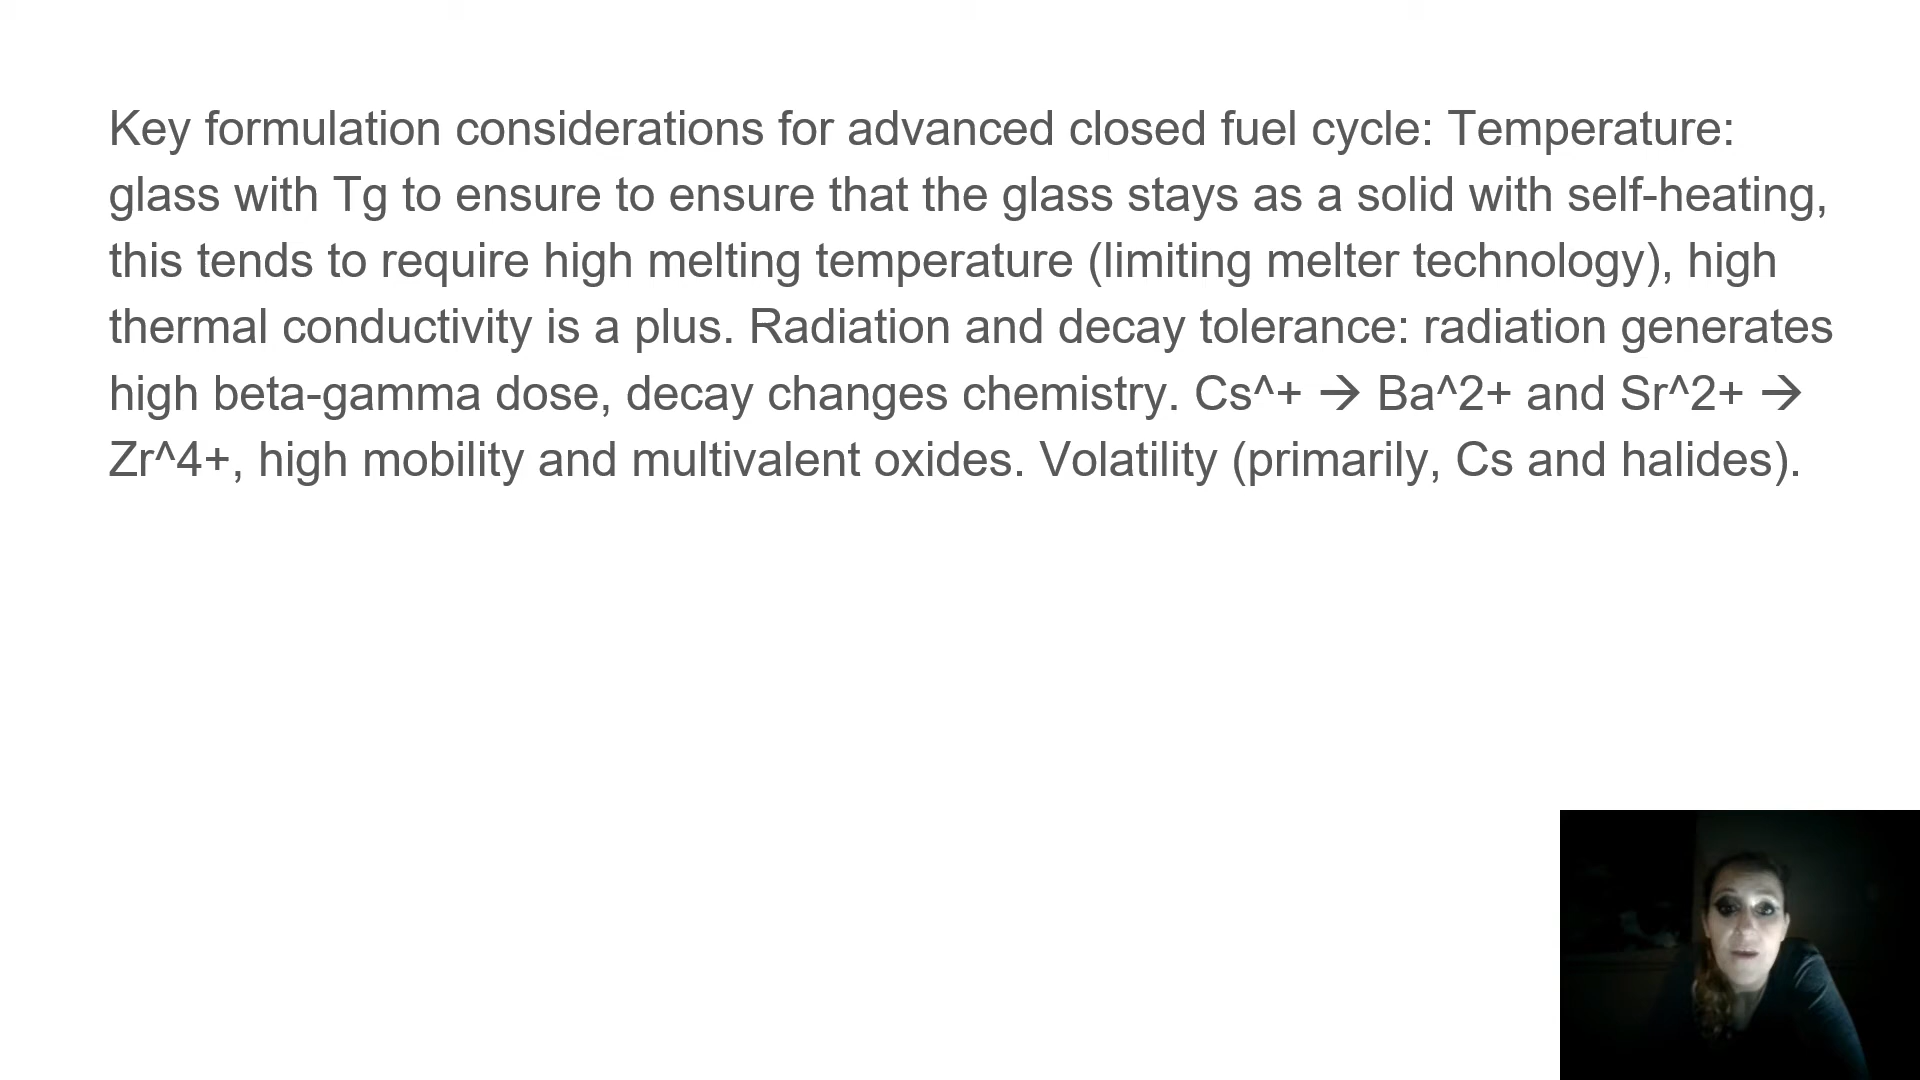 Key formulation considerations for advanced closed fuel cycle: Temperature:
glass with Tg to ensure to ensure that the glass stays as a solid with self-heating,
this tends to require high melting temperature (limiting melter technology), high
thermal conductivity is a plus. Radiation and decay tolerance: radiation generates
high beta-gamma dose, decay changes chemistry. Cs^+ → Ba^2+ and Sr^2+ →
Zr^4+, high mobility and multivalent oxides. Volatility (primarily, Cs and halides).